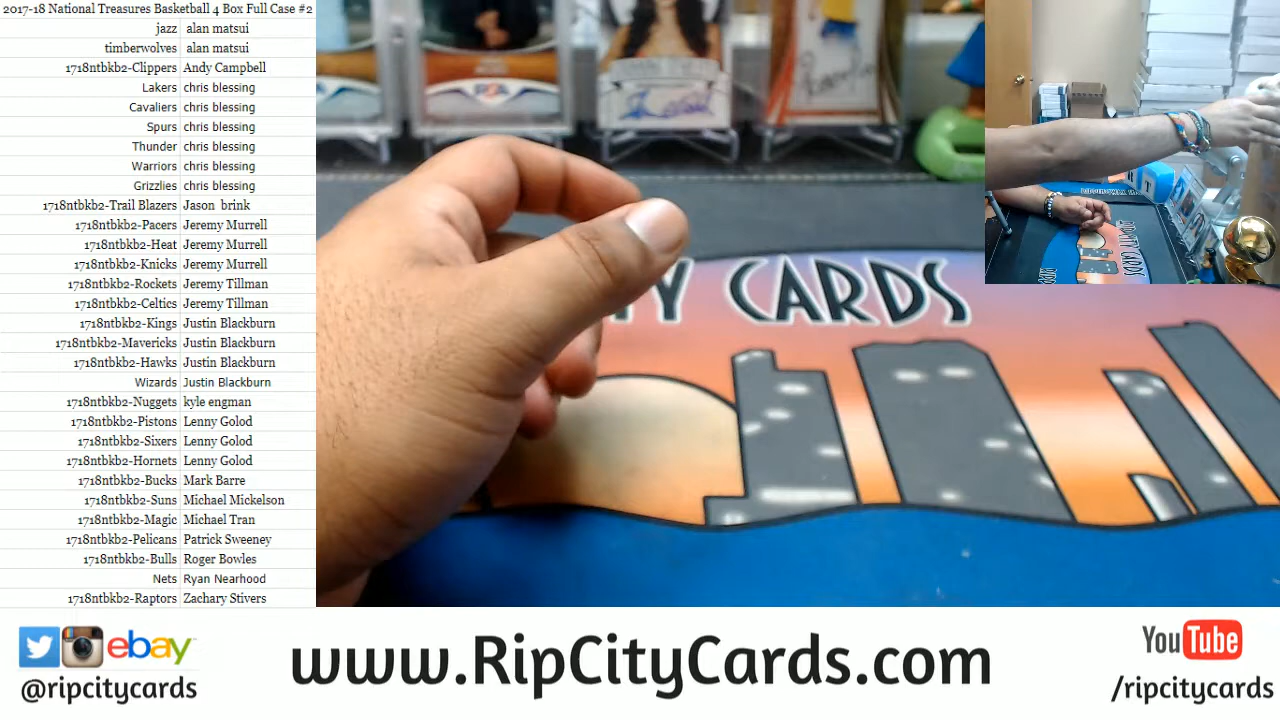 2017-18 National Treasures Basketball 4 Box Full Case #2
jazz alan matsui
timberwolves alan matsui
1718ntbkb2-Clippers Andy Campbell
Lakers chris blessing
Cavaliers chris blessing
Spurs chris blessing
Thunder chris blessing
Warriors chris blessing
Grizzlies chris blessing
1718ntbkb2-Trail Blazers Jason brink
1718ntbkb2-Pacers Jeremy Murrell
1718ntbkb2-Heat Jeremy Murrell
1718ntbkb2-Knicks Jeremy Murrell
1718ntbkb2-Rockets Jeremy Tillman
1718ntbkb2-Celtics Jeremy Tillman
1718ntbkb2-Kings Justin Blackburn
1718ntbkb2-Mavericks Justin Blackburn
1718ntbkb2-Hawks Justin Blackburn
Wizards Justin Blackburn
1718ntbkb2-Nuggets kyle engman
1718ntbkb2-Pistons Lenny Golod
1718ntbkb2-Sixers Lenny Golod
1718ntbkb2-Hornets Lenny Golod
1718ntbkb2-Bucks Mark Barre
1718ntbkb2-Suns Michael Mickelson
1718ntbkb2-Magic Michael Tran
1718ntbkb2-Pelicans Patrick Sweeney
1718ntbkb2-Bulls Roger Bowles
Nets Ryan Nearhood
1718ntbkb2-Raptors Zachary Stivers
CARDS
CARDS
ebay
@ripcitycards
www.RipCityCards.com
YouTube
/ripcitycards